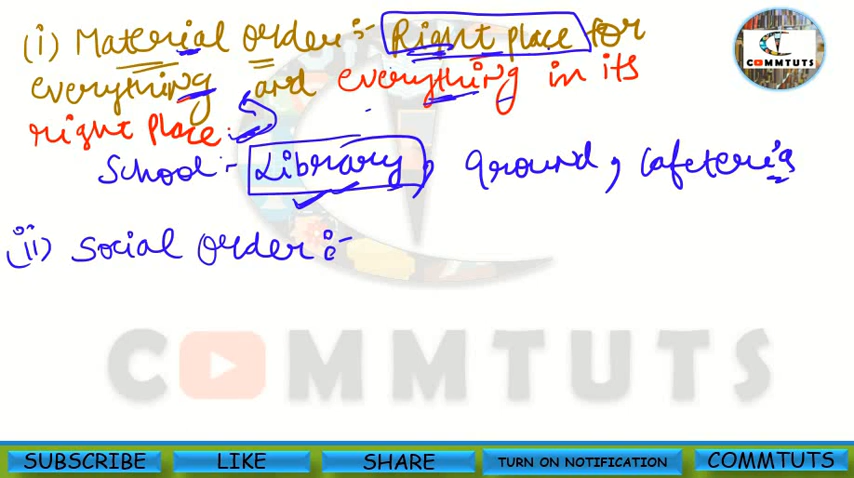 (i) Material order:- Right place for
everything and everything in its
right place.
School:- Library, Ground, Cafeteria
(ii) Social Order:-
COMMTUTS
COMMTUTS
SUBSCRIBE
LIKE
SHARE
TURN ON NOTIFICATION
COMMTUTS